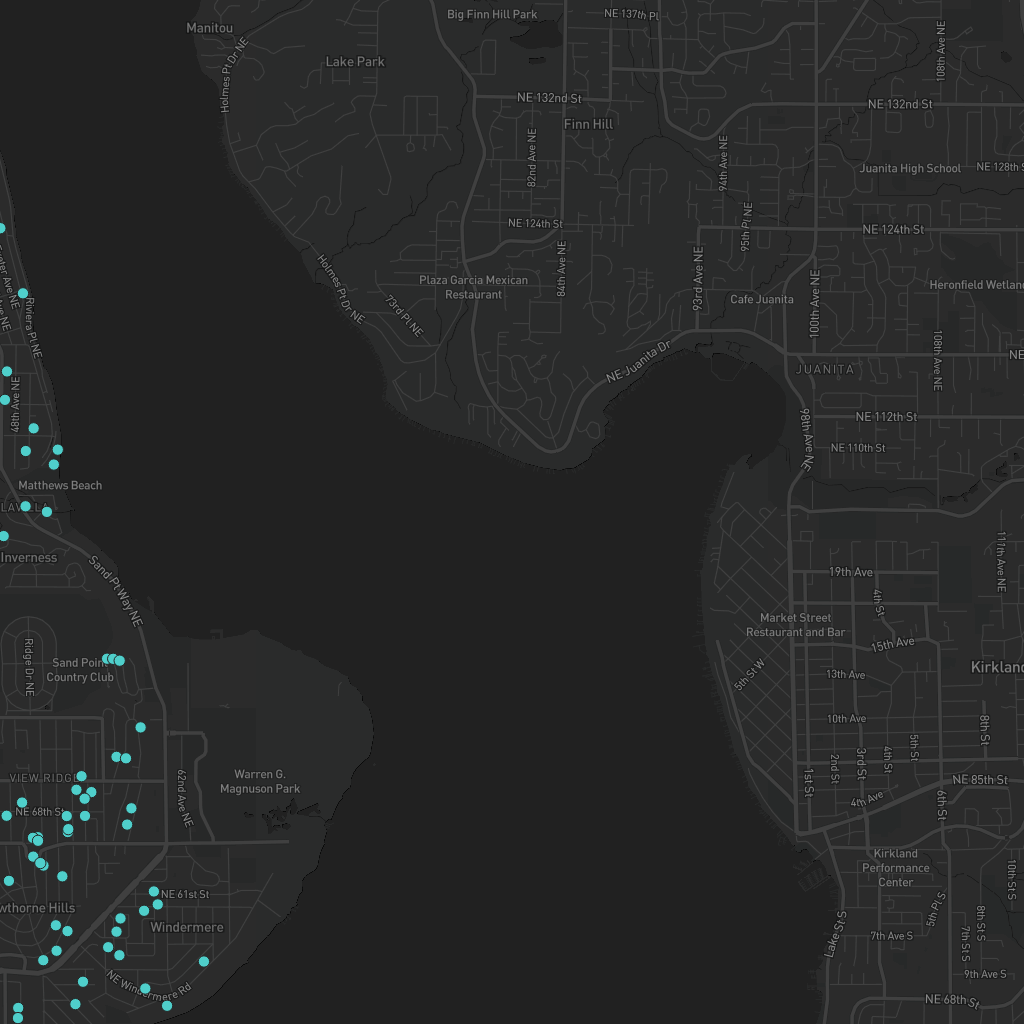 Big Finn Hill Park
NE 137th Pl
Manitou
Holmes Pt Dr NE
Lake Park
108th Ave NE
NE 132nd St
NE 132nd St
Finn Hill
82nd Ave NE
94th Ave NE
Juanita High School
NE 128th S
NE 124th St
95th Pl NE
NE 124th St
Holmes Pt Dr NE
84th Ave NE
93rd Ave NE
Plaza Garcia Mexican
Restaurant
73rd Pl NE
Cafe Juanita
100th Ave NE
Heronfield Wetland
Ave NE
Riviera Pl NE
NE Juanita Dr
JUANITA
108th Ave NE
NE
48th Ave NE
98th Ave NE
NE 112th St
NE 110th St
Matthews Beach
Inverness
Sand Pt Way NE
19th Ave
111th Ave NE
4th St
Market Street
Restaurant and Bar
15th Ave
Ridge Dr NE
Sand Point
Country Club
5th St W
13th Ave
Kirkland
10th Ave
8th St
5th St
4th St
3rd St
2nd St
1st St
VIEW RIDGE
62nd Ave NE
Warren G.
Magnuson Park
NE 85th St
4th Ave
6th St
NE 68th St
Kirkland
Performance
Center
10th St S
NE 61st St
wthorne Hills
Windermere
5th Pl S
8th St S
7th St S
7th Ave S
Lake St S
9th Ave S
NE Windermere Rd
NE 68th St